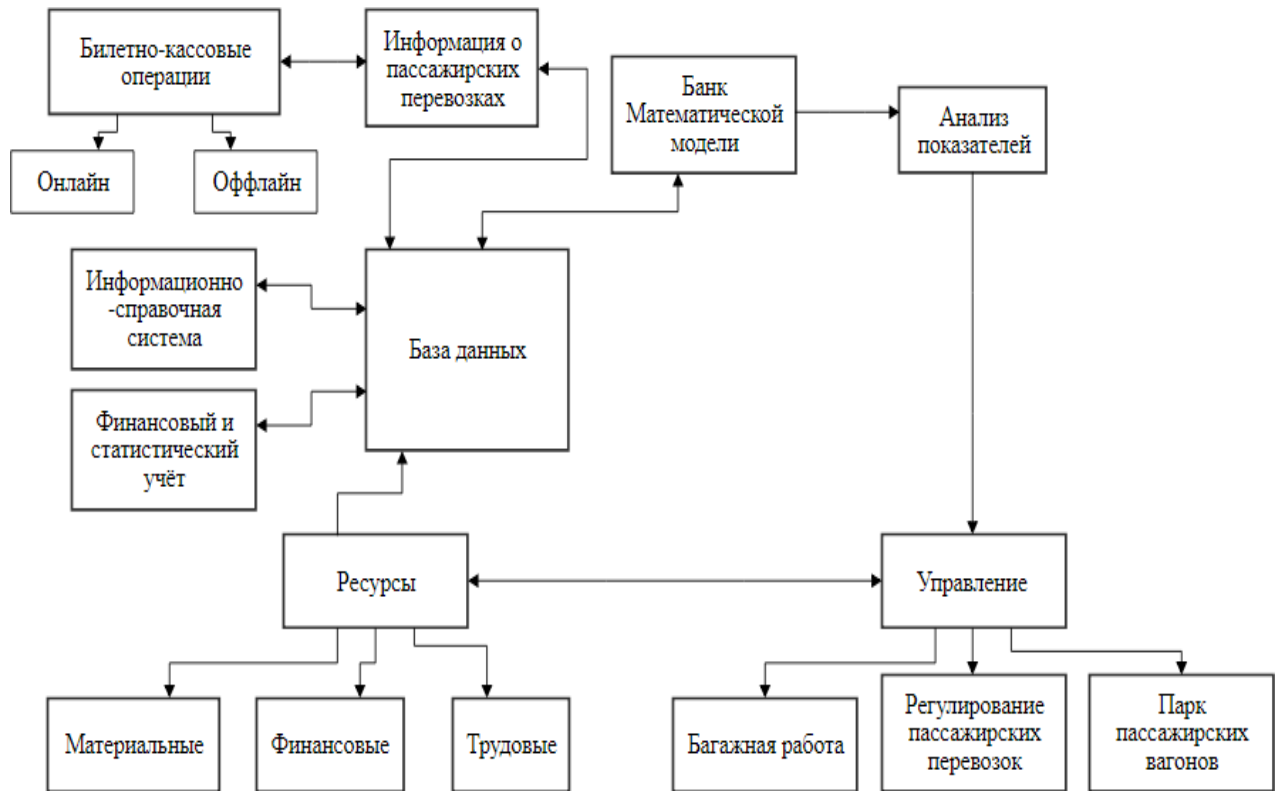 Билетно-кассовые
операции
Информация о
пассажирских
перевозках
Банк
Математической
модели
Анализ
показателей
Онлайн
Оффлайн
Информационно
-справочная
система
База данных
Финансовый и
статистический
учёт
Ресурсы
Управление
Материальные
Финансовые
Трудовые
Багажная работа
Регулирование
пассажирских
перевозок
Парк
пассажирских
вагонов